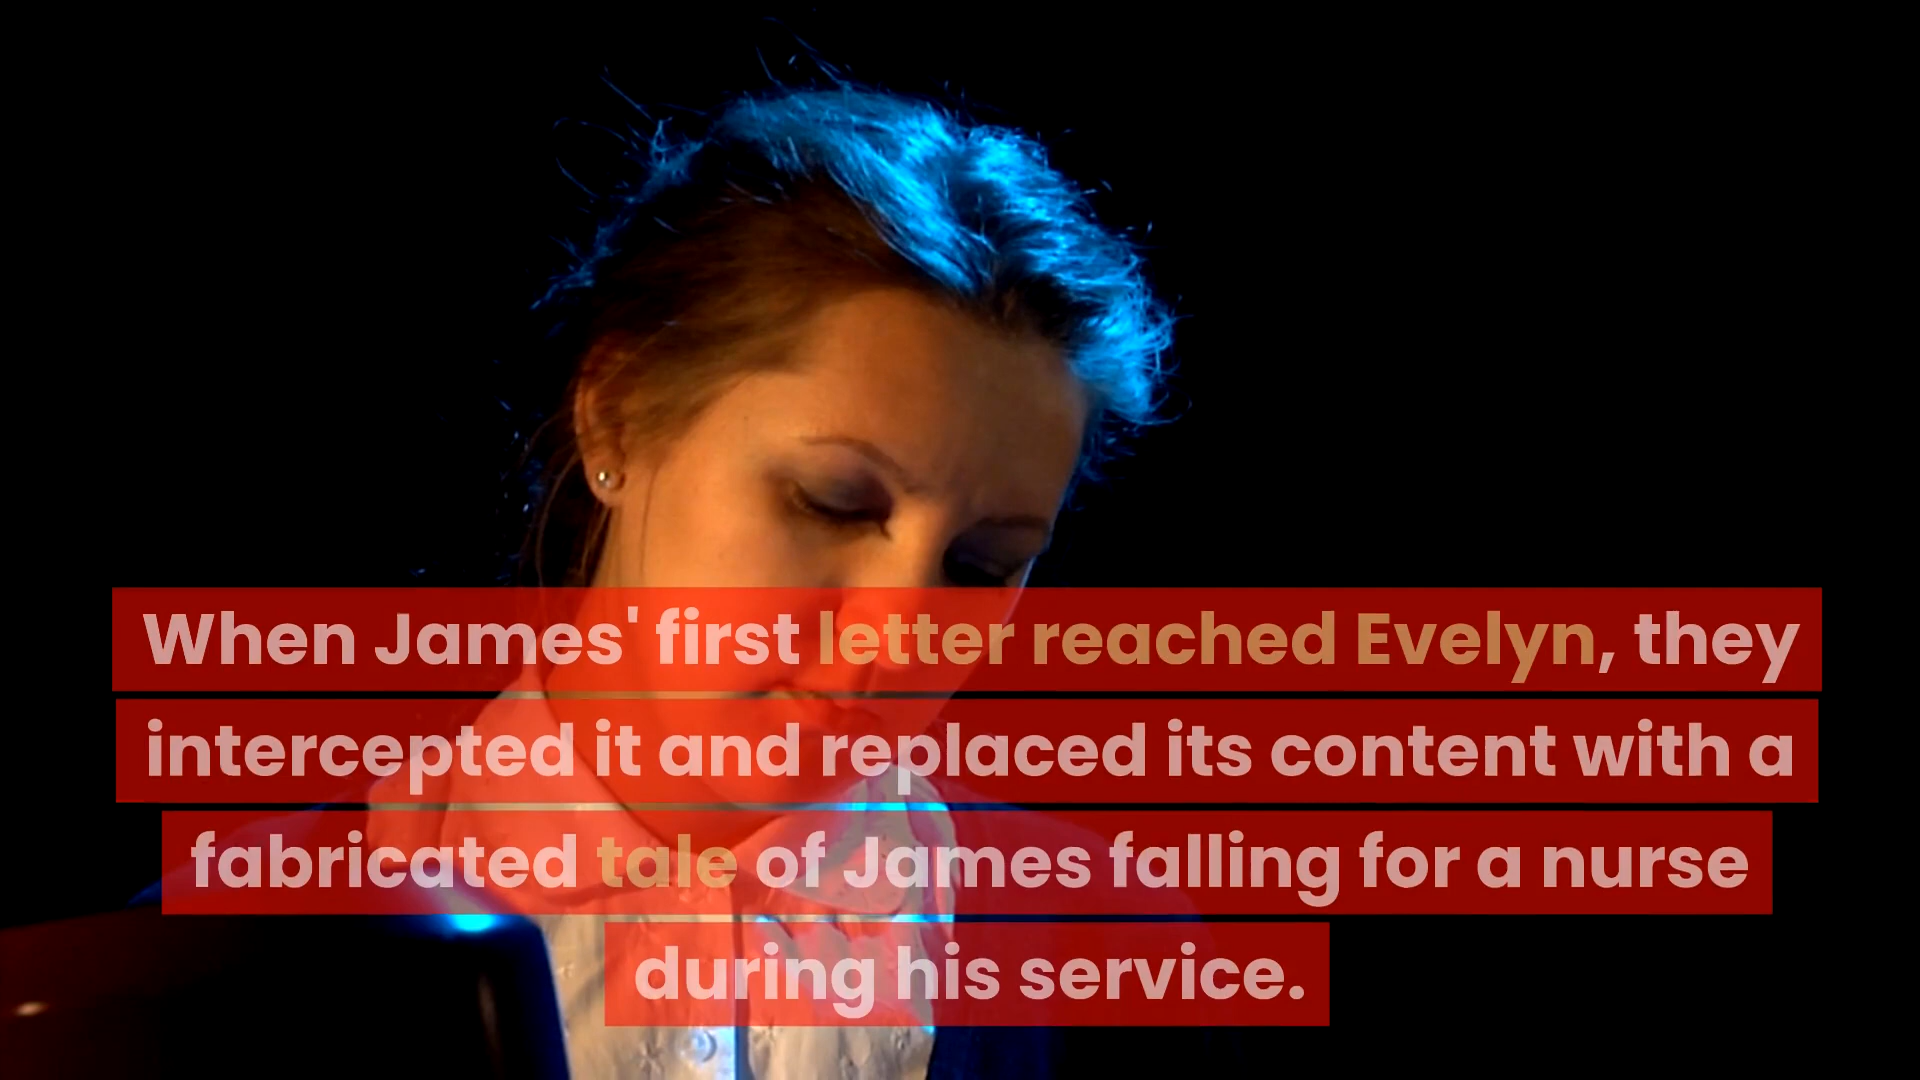 When James' first letter reached Evelyn, they
intercepted it and replaced its content with a
fabricated tale of James falling for a nurse
during his service.